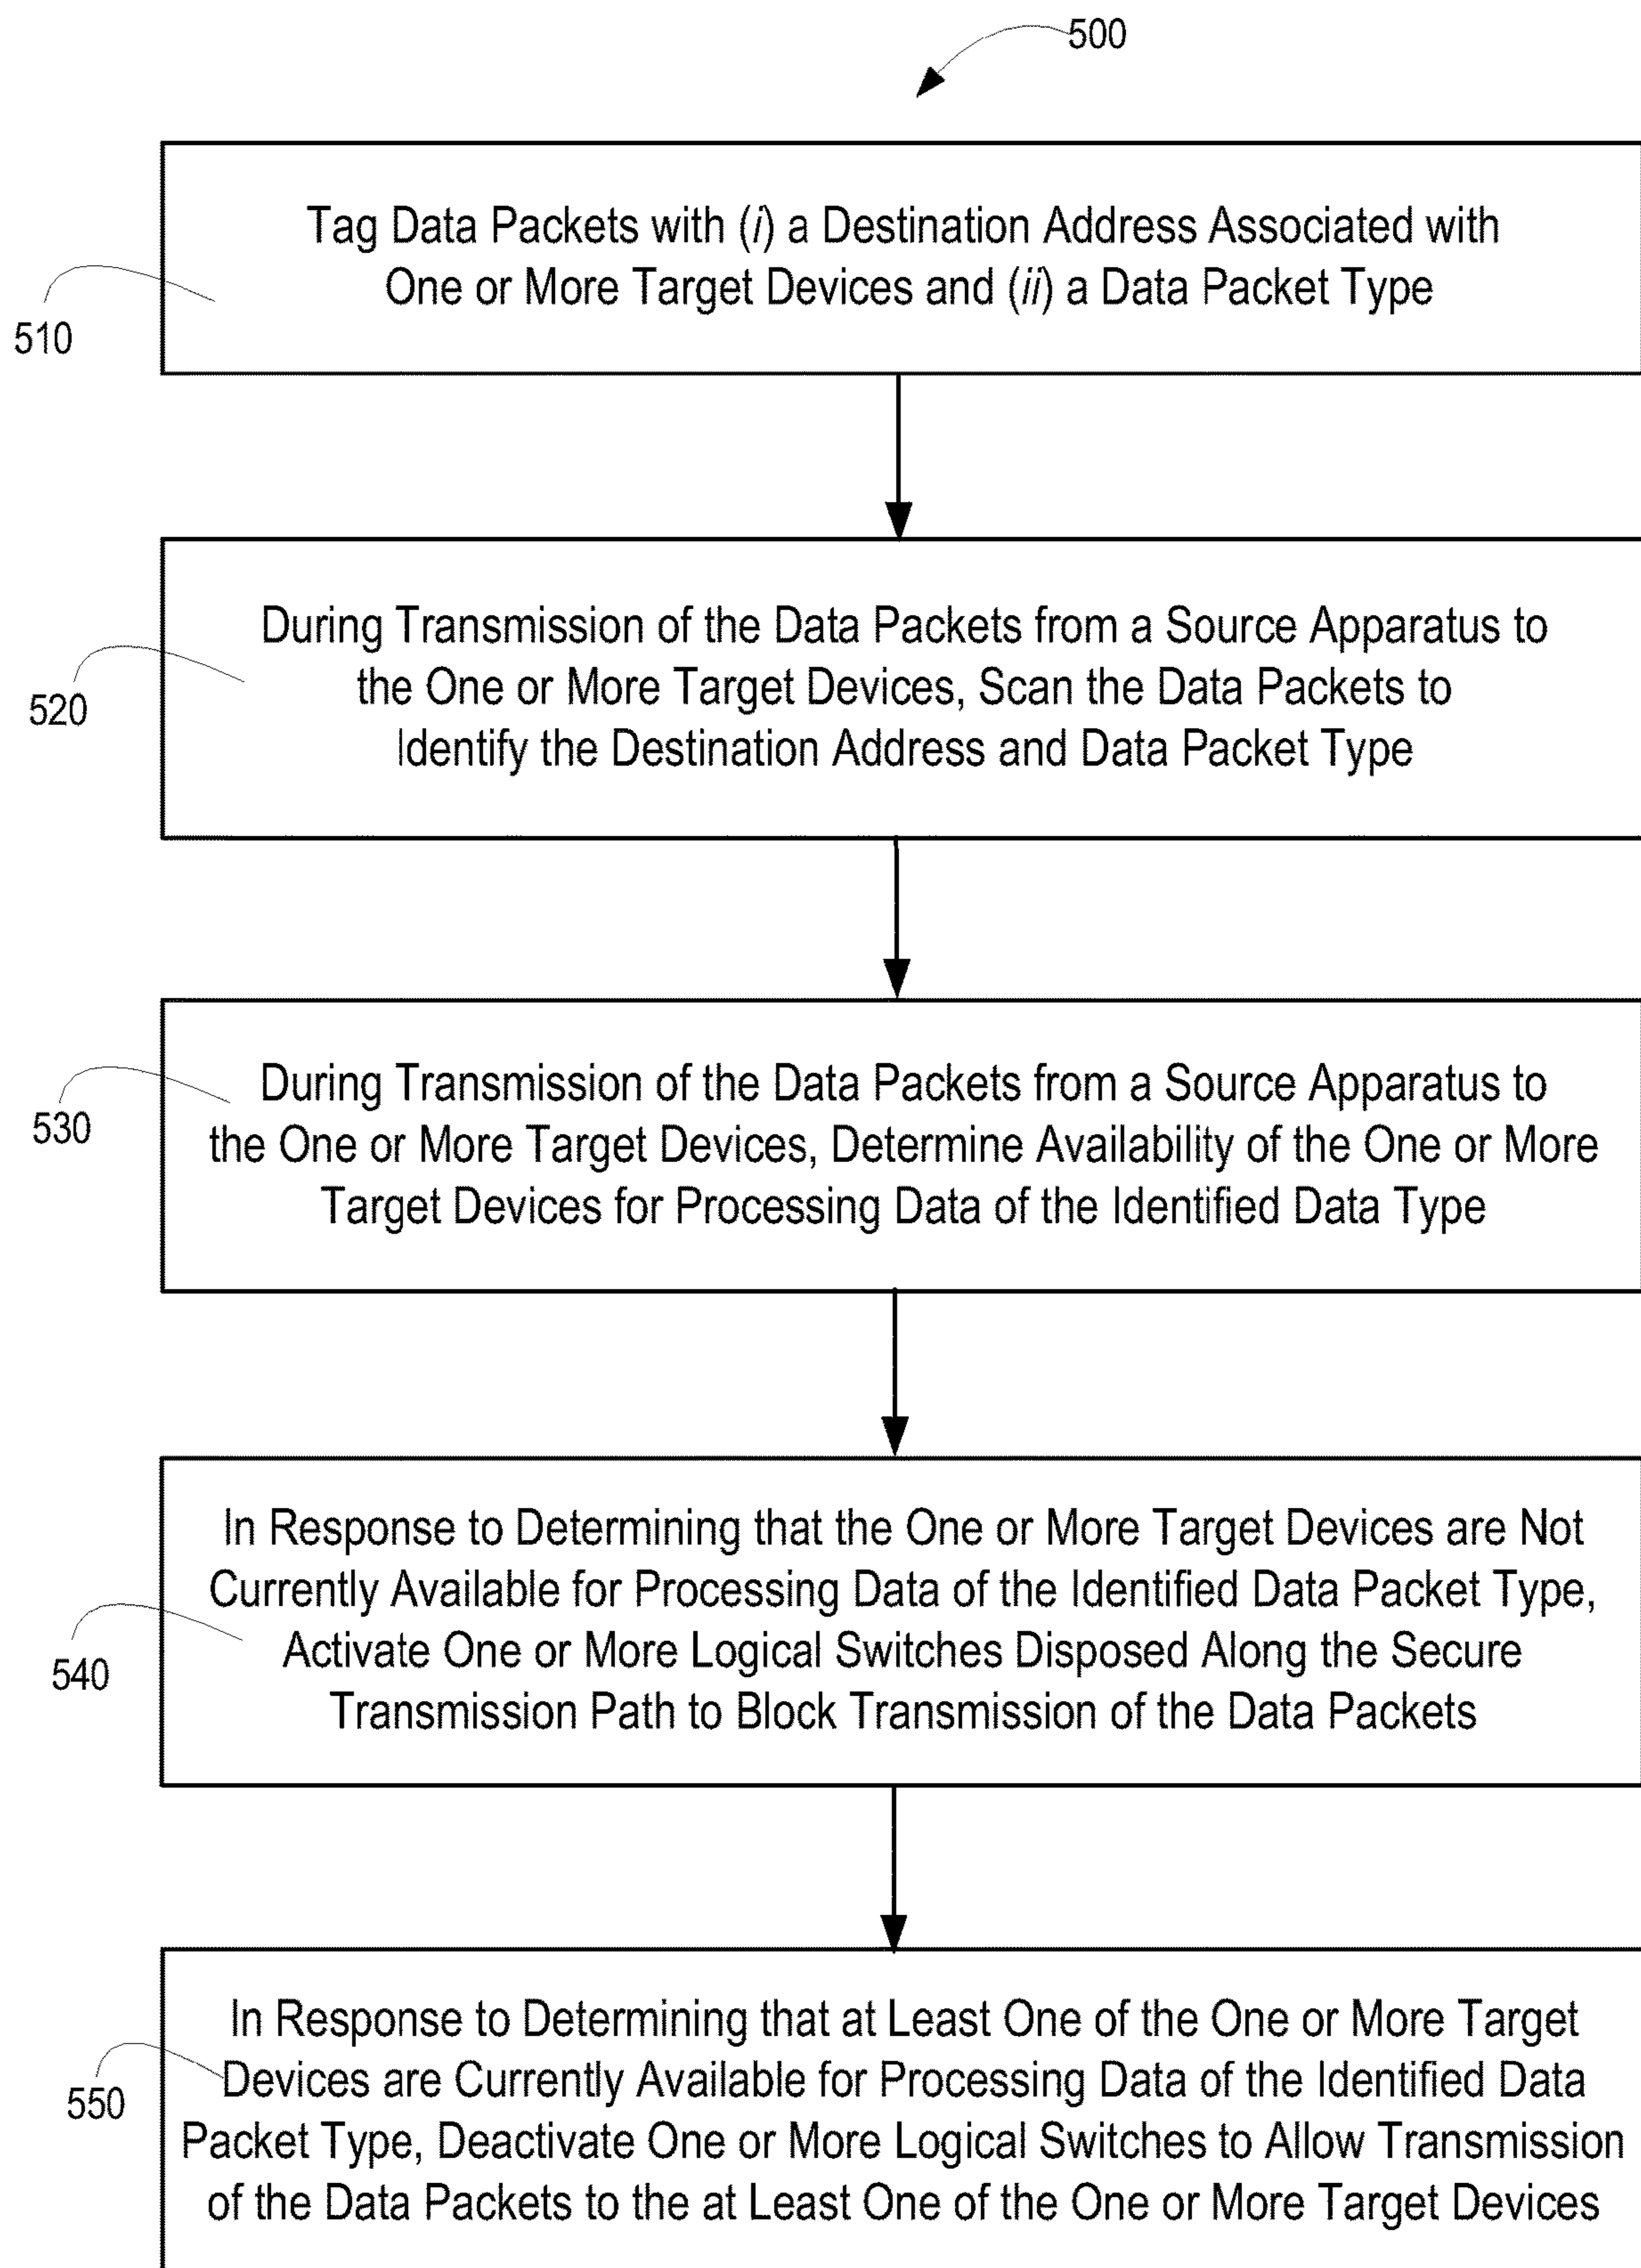 500
Tag Data Packets with (i) a Destination Address Associated with
One or More Target Devices and (ii) a Data Packet Type
510
During Transmission of the Data Packets from a Source Apparatus to
the One or More Target Devices, Scan the Data Packets to
Identify the Destination Address and Data Packet Type
520
During Transmission of the Data Packets from a Source Apparatus to
the One or More Target Devices, Determine Availability of the One or More
Target Devices for Processing Data of the Identified Data Type
530
In Response to Determining that the One or More Target Devices are Not
Currently Available for Processing Data of the Identified Data Packet Type,
Activate One or More Logical Switches Disposed Along the Secure
Transmission Path to Block Transmission of the Data Packets
540
In Response to Determining that at Least One of the One or More Target
Devices are Currently Available for Processing Data of the Identified Data
Packet Type, Deactivate One or More Logical Switches to Allow Transmission
of the Data Packets to the at Least One of the One or More Target Devices
550